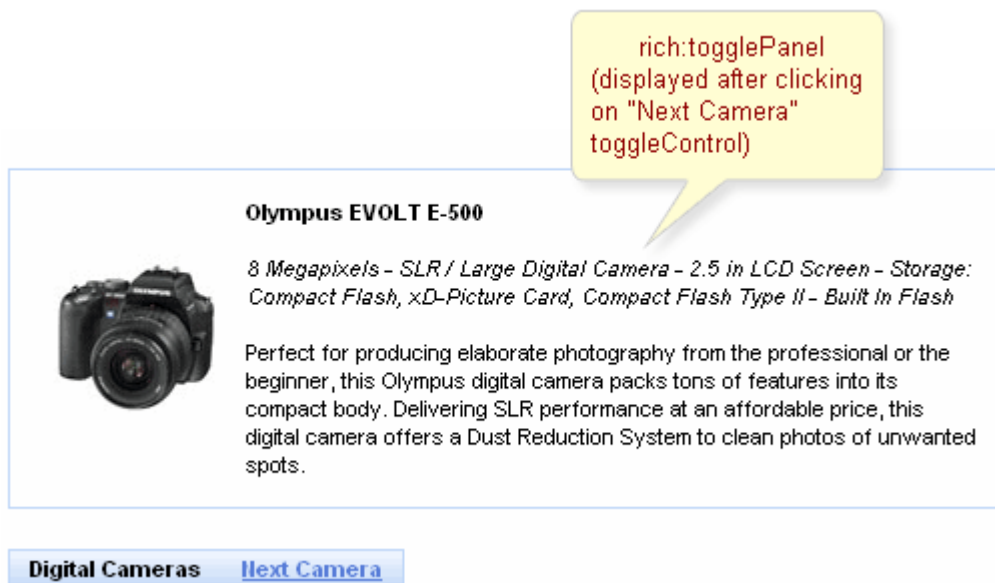 rich:togglePanel
(displayed after clicking
on "Next Camera"
toggleControl)
Olympus EVOLT E-500
8 Megapixels - SLR / Large Digital Camera - 2.5 in LCD Screen - Storage:
Compact Flash, xD-Picture Card, Compact Flash Type II - Built In Flash
Perfect for producing elaborate photography from the professional or the
beginner, this Olympus digital camera packs tons of features into its
compact body. Delivering SLR performance at an affordable price, this
digital camera offers a Dust Reduction System to clean photos of unwanted
spots.
Digital Cameras Next Camera